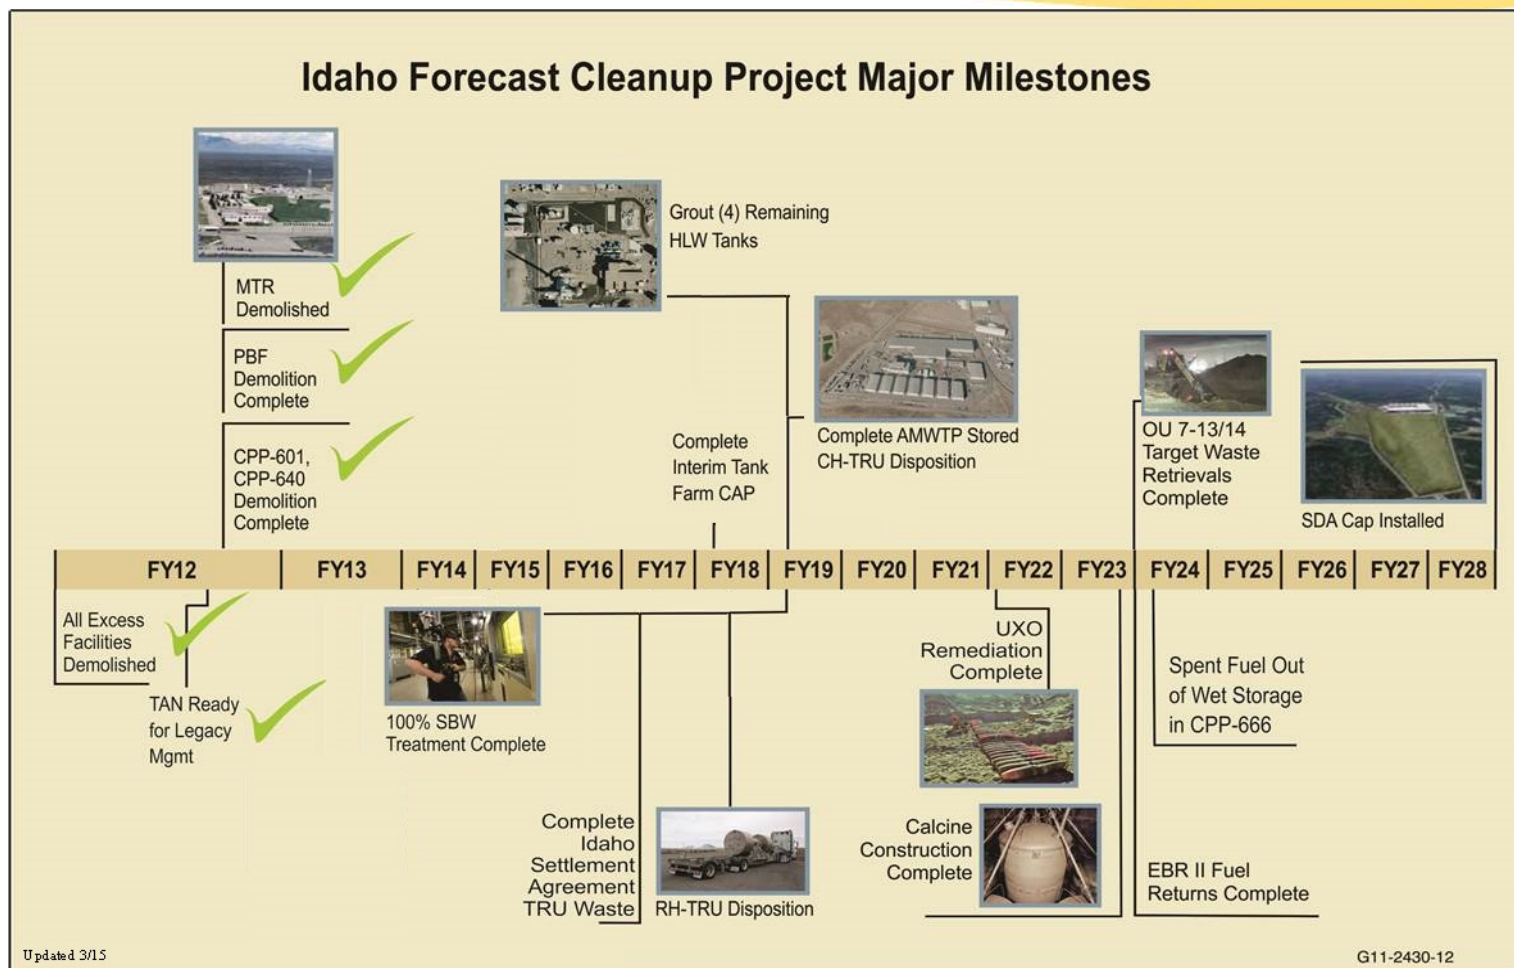 Idaho Forecast Cleanup Project Major Milestones
MTR
Demolished
PBF
Demolition
Complete
CPP-601,
CPP-640
Demolition
Complete
Grout (4) Remaining
HLW Tanks
Complete
Interim Tank
Farm CAP
Complete AMWTP Stored
CH-TRU Disposition
OU 7-13/14
Target Waste
Retrievals
Complete
SDA Cap Installed
FY12 FY13 FY14 FY15 FY16 FY17 FY18 FY19 FY20 FY21 FY22 FY23 FY24 FY25 FY26 FY27 FY28
All Excess
Facilities
Demolished
TAN Ready
for Legacy
Mgmt
100% SBW
Treatment Complete
Complete
Idaho
Settlement
Agreement
TRU Waste
RH-TRU Disposition
UXO
Remediation
Complete
Calcine
Construction
Complete
Spent Fuel Out
of Wet Storage
in CPP-666
EBR II Fuel
Returns Complete
Updated 3/15
G11-2430-12